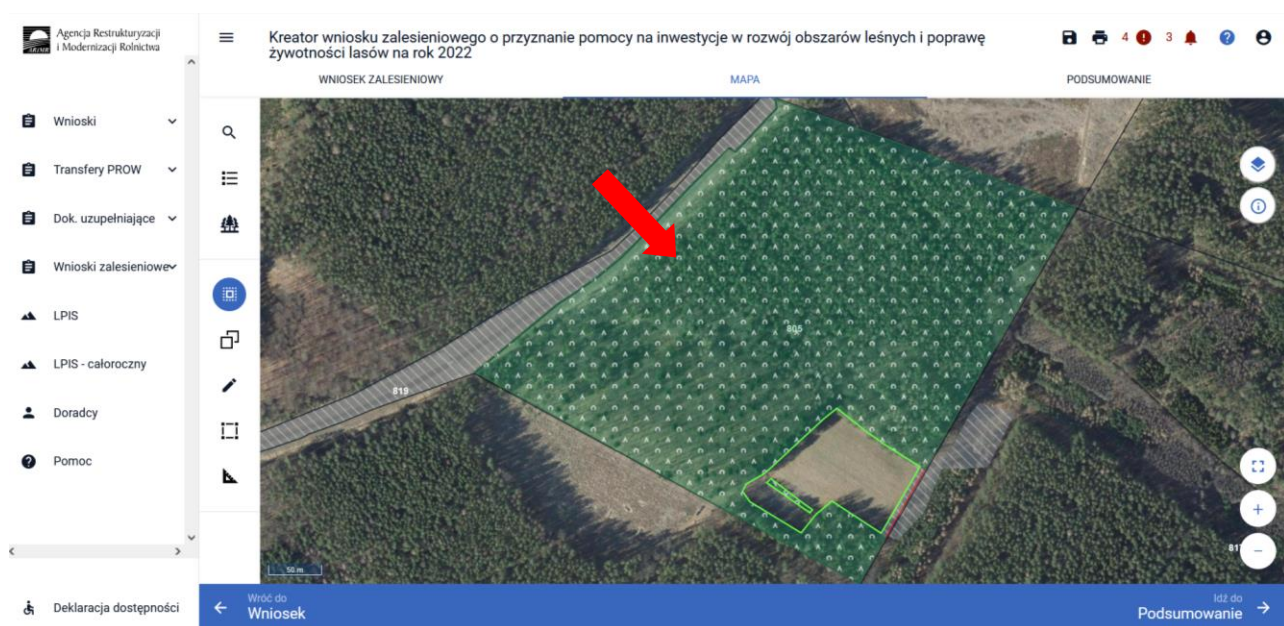 Agencja Restrukturyzacji
i Modernizacji Rolnictwa
ARiMR
Kreator wniosku zalesieniowego o przyznanie pomocy na inwestycje w rozwój obszarów leśnych i poprawę
żywotności lasów na rok 2022
4
3
WNIOSEK ZALESIENIOWY
MAPA
PODSUMOWANIE
Wnioski
Transfery PROW
Dok. uzupełniające
Wnioski zalesieniowe
LPIS
LPIS - całoroczny
Doradcy
Pomoc
Deklaracja dostępności
805
819
50 m
Wróć do
Wniosek
Idź do
Podsumowanie